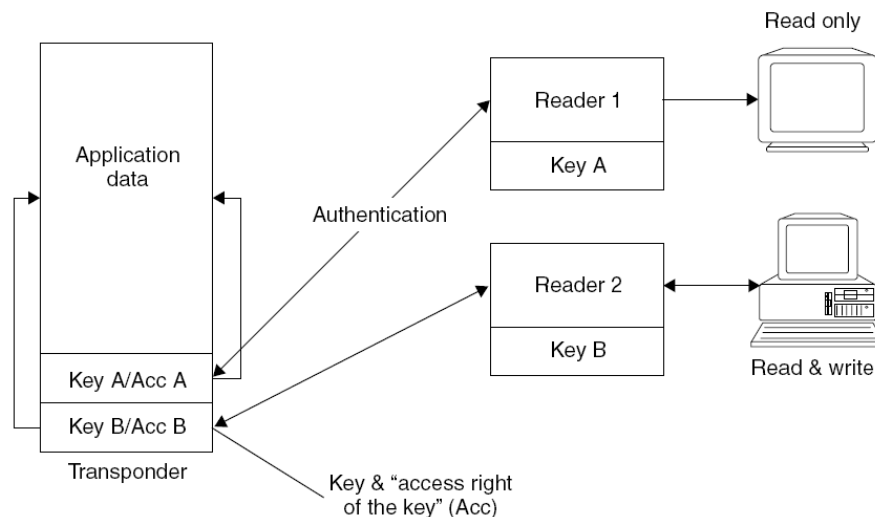 Read only
Reader 1
Key A
Application
data
Authentication
Reader 2
Key B
Read & write
Key A/Acc A
Key B/Acc B
Transponder
Key & “access right
of the key” (Acc)